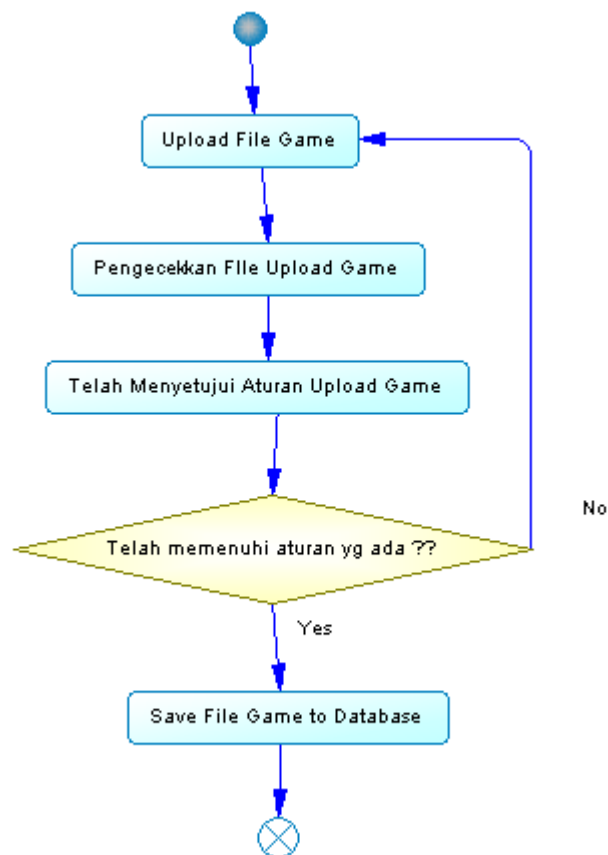 Upload File Game
Pengecekkan FIle Upload Game
Telah Menyetujui Aturan Upload Game
Telah memenuhi aturan yg ada ??
No
Yes
Save File Game to Database